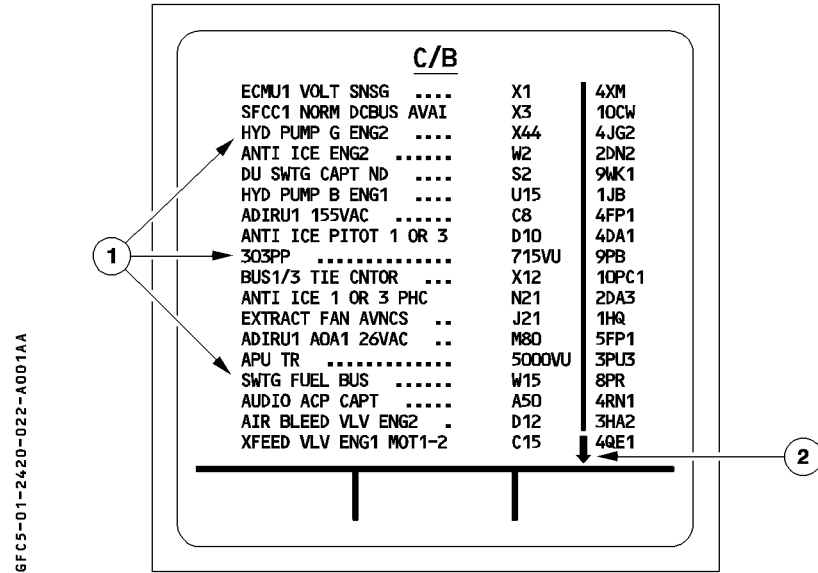 C/B
ECMU1 VOLT SNSG .... X1 4XM
SFCC1 NORM DCBUS AVAI X3 10CW
HYD PUMP G ENG2 .... X44 4JG2
ANTI ICE ENG2 ...... W2 2DN2
DU SWTG CAPT ND .... S2 9WK1
HYD PUMP B ENG1 .... U15 1JB
ADIRU1 155VAC ...... C8 4FP1
ANTI ICE PITOT 1 OR 3 D10 4DA1
1 303PP .............. 715VU 9PB
BUS1/3 TIE CNTOR ... X12 10PC1
ANTI ICE 1 OR 3 PHC N21 2DA3
EXTRACT FAN AVNCS .. J21 1HQ
ADIRU1 AOA1 26VAC .. M80 5FP1
APU TR ............. 5000VU 3PU3
SWTG FUEL BUS ...... W15 8PR
AUDIO ACP CAPT ..... A50 4RN1
AIR BLEED VLV ENG2 . D12 3HA2
XFEED VLV ENG1 MOT1-2 C15 4QE1
2
GFC5-01-2420-022-A001AA